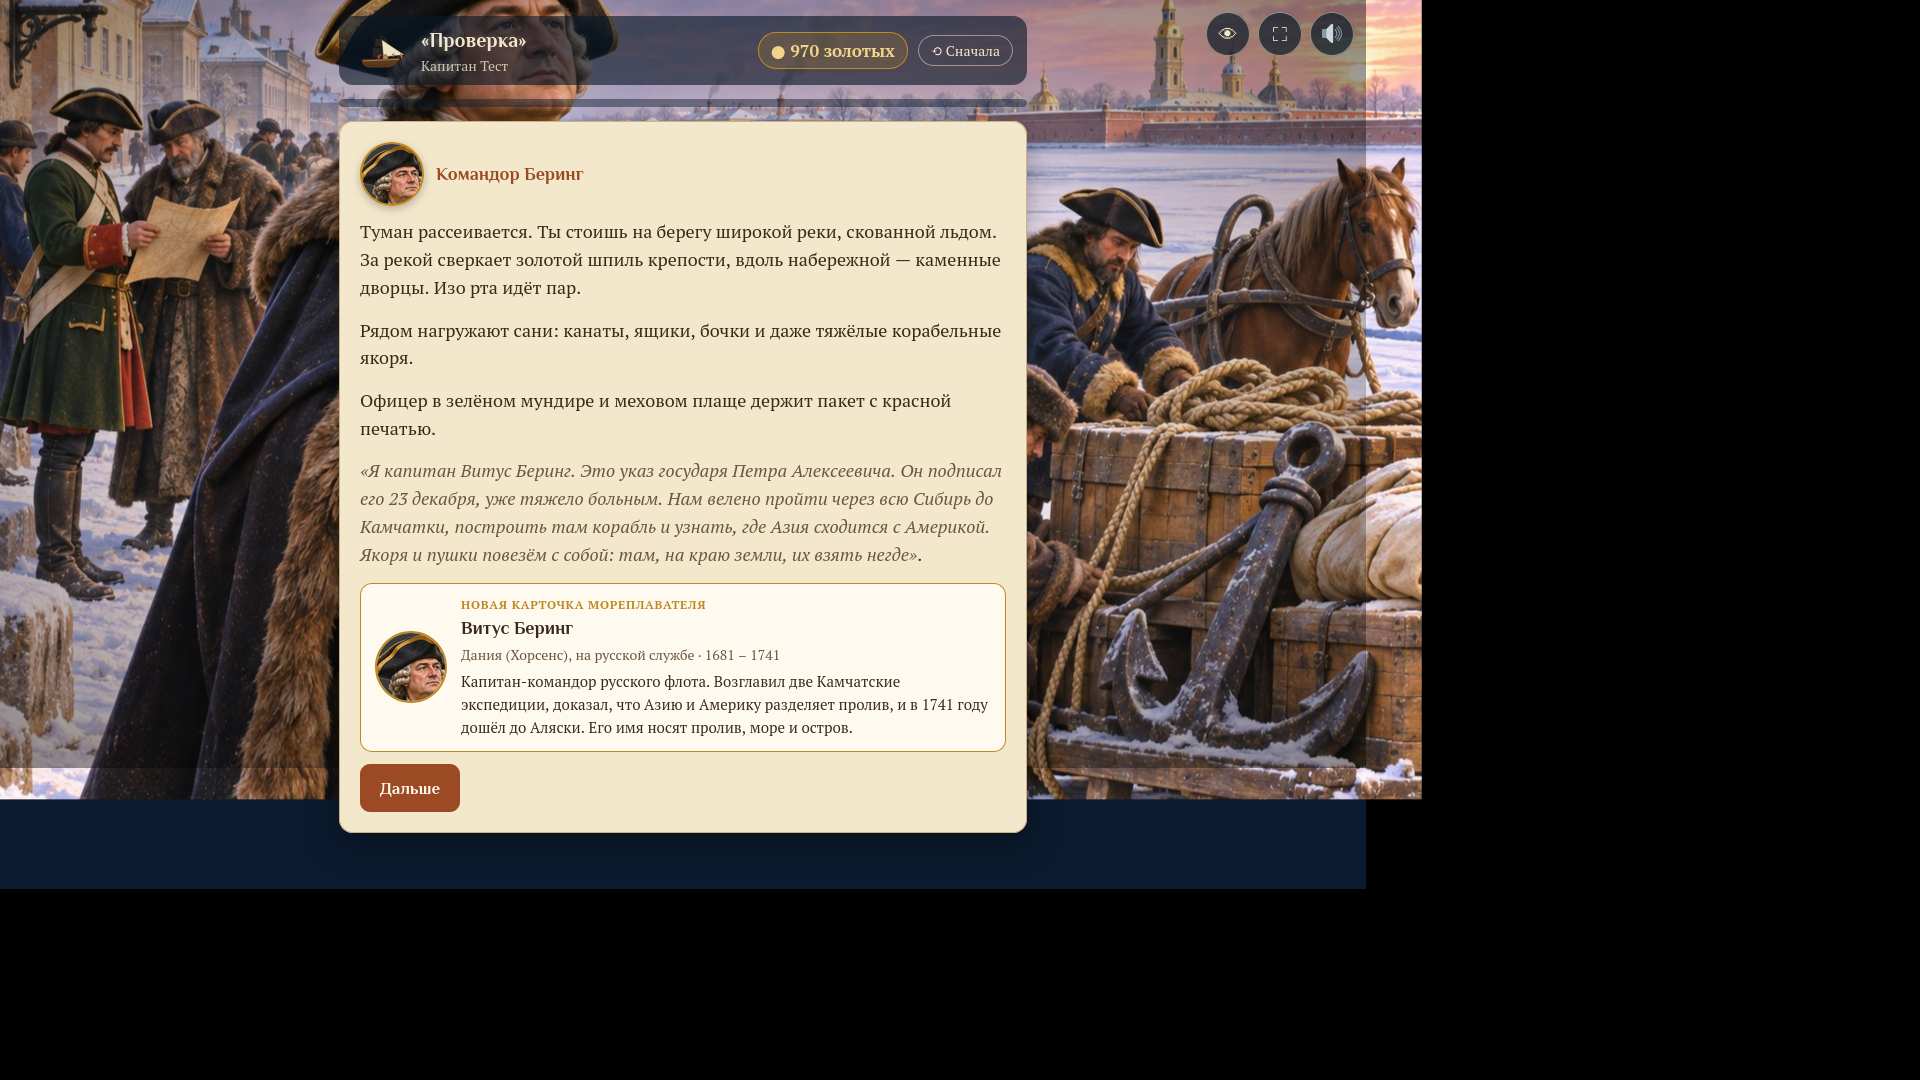 «Проверка»
Капитан Тест
970 золотых
⟲ Сначала
Командор Беринг
Туман рассеивается. Ты стоишь на берегу широкой реки, скованной льдом.
За рекой сверкает золотой шпиль крепости, вдоль набережной — каменные
дворцы. Изо рта идёт пар.
Рядом нагружают сани: канаты, ящики, бочки и даже тяжёлые корабельные
якоря.
Офицер в зелёном мундире и меховом плаще держит пакет с красной
печатью.
«Я капитан Витус Беринг. Это указ государя Петра Алексеевича. Он подписал
его 23 декабря, уже тяжело больным. Нам велено пройти через всю Сибирь до
Камчатки, построить там корабль и узнать, где Азия сходится с Америкой.
Якоря и пушки повезём с собой: там, на краю земли, их взять негде».
НОВАЯ КАРТОЧКА МОРЕПЛАВАТЕЛЯ
Витус Беринг
Дания (Хорсенс), на русской службе · 1681 – 1741
Капитан-командор русского флота. Возглавил две Камчатские
экспедиции, доказал, что Азию и Америку разделяет пролив, и в 1741 году
дошёл до Аляски. Его имя носят пролив, море и остров.
Дальше